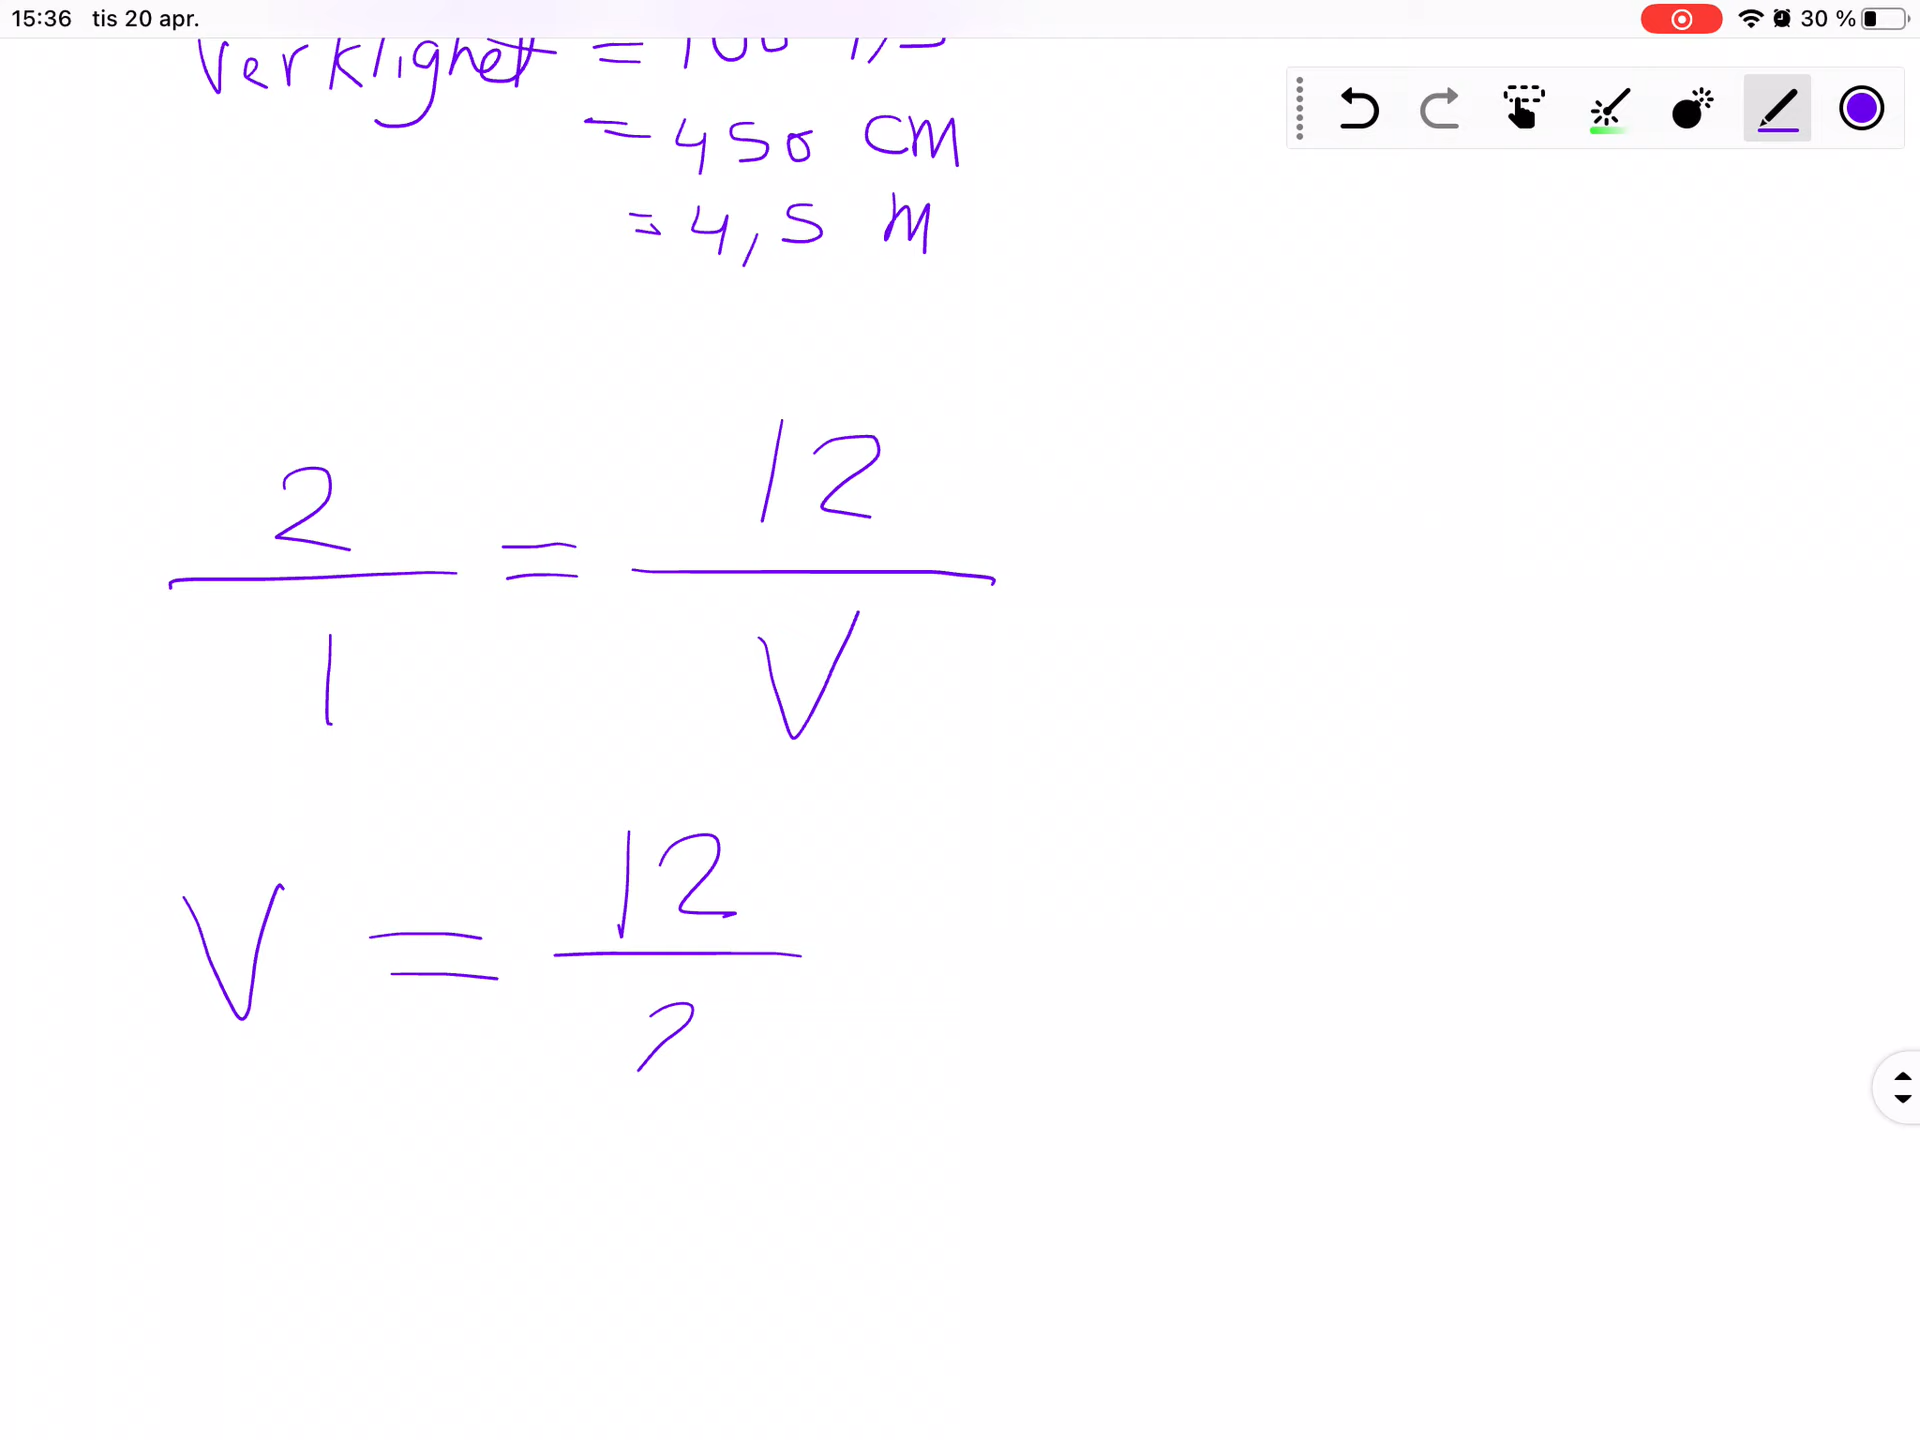 15:36 tis 20 apr. 30 %
Verklighet =
= 450 cm
= 4,5 m
2/1 = 12/V
V = 12/2